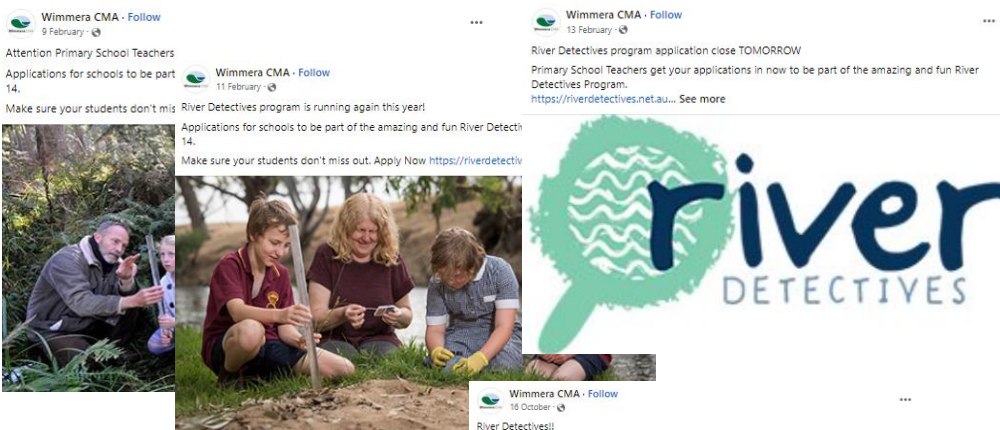 Wimmera CMA · Follow
9 February ·
Attention Primary School Teachers
Applications for schools to be part
14.
Make sure your students don't mis
Wimmera CMA · Follow
11 February ·
River Detectives program is running again this year!
Applications for schools to be part of the amazing and fun River Detecti
14.
Make sure your students don't miss out. Apply Now https://riverdetectiv
Wimmera CMA · Follow
13 February ·
River Detectives program application close TOMORROW
Primary School Teachers get your applications in now to be part of the amazing and fun River
Detectives Program.
https://riverdetectives.net.au... See more
river
DETECTIVES
Wimmera CMA · Follow
16 October ·
River Detectives!!